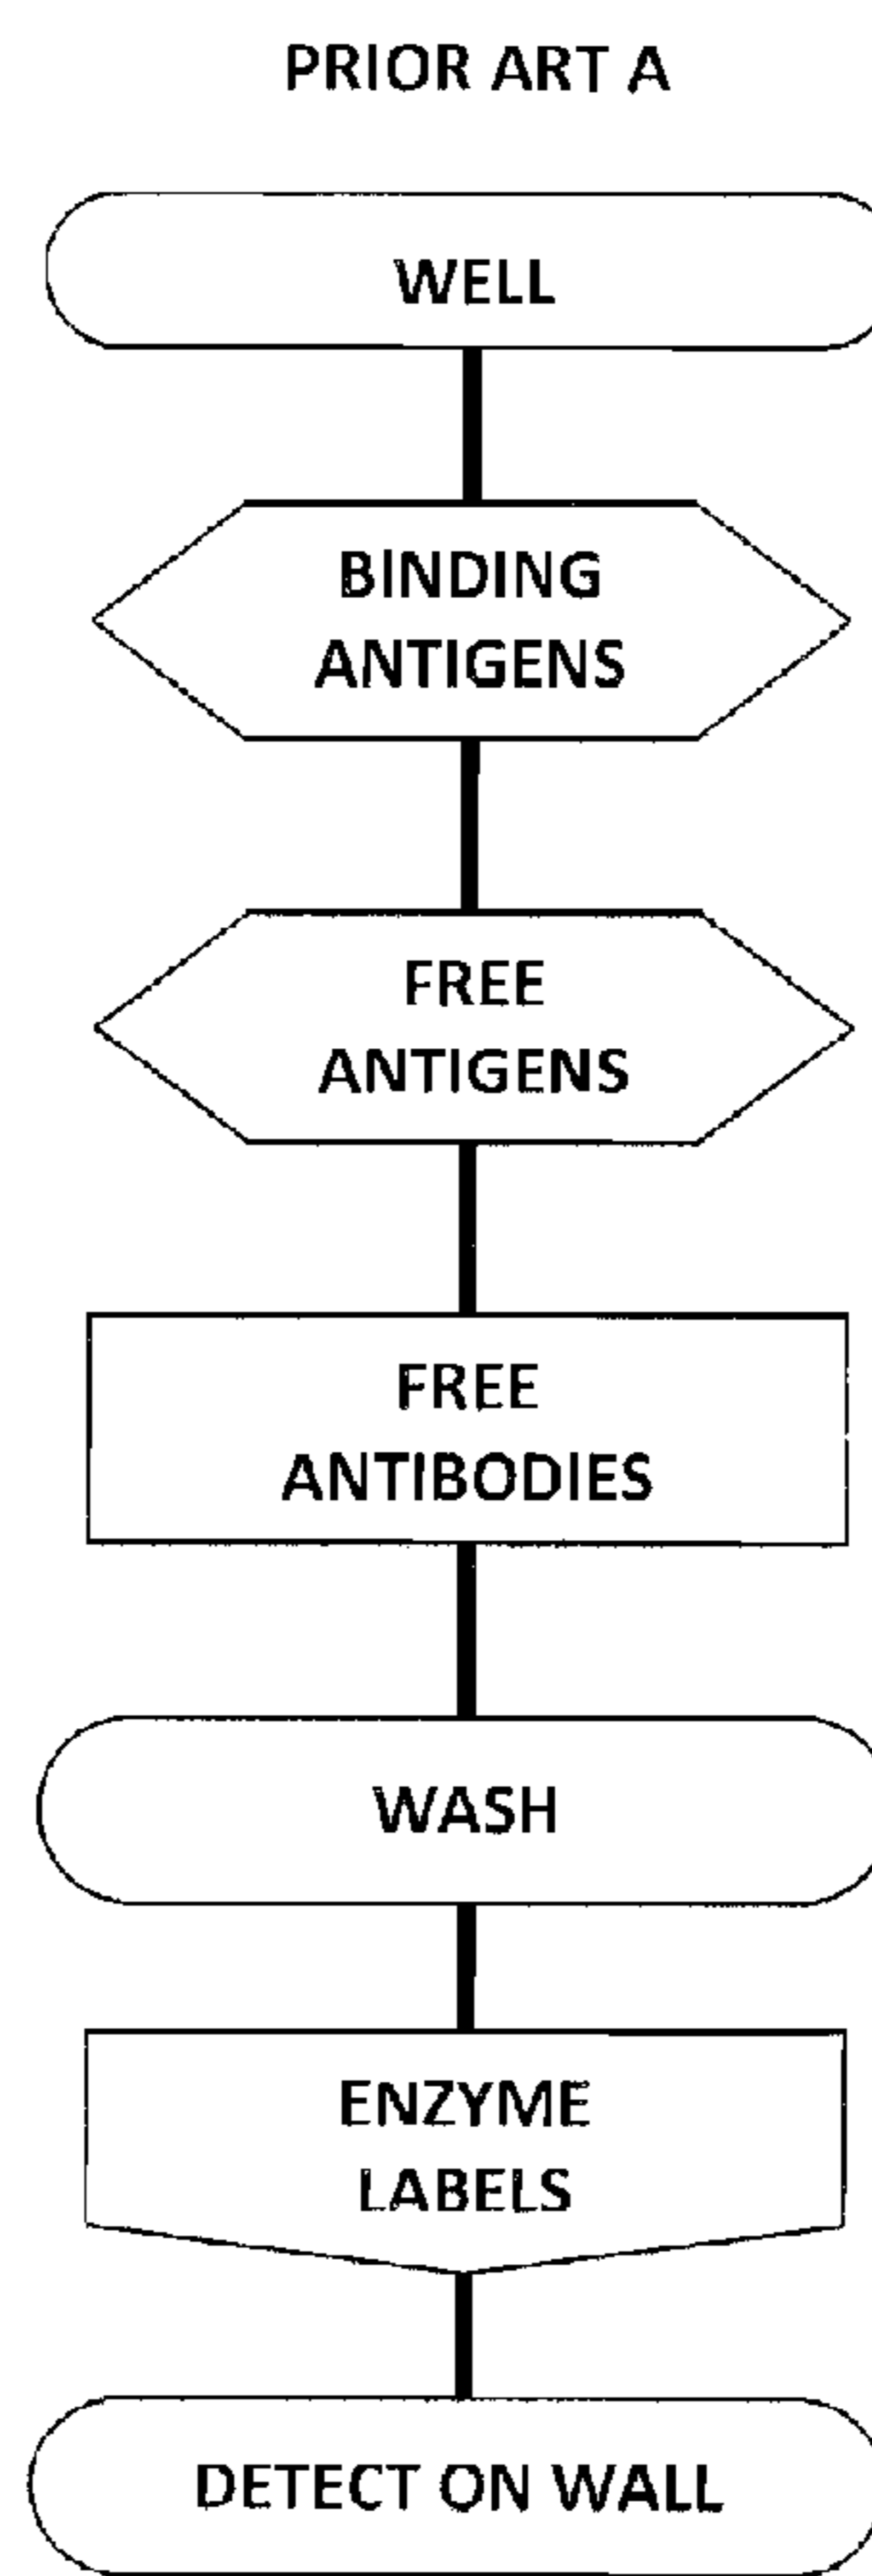 PRIOR ART A
WELL
BINDING
ANTIGENS
FREE
ANTIGENS
FREE
ANTIBODIES
WASH
ENZYME
LABELS
DETECT ON WALL